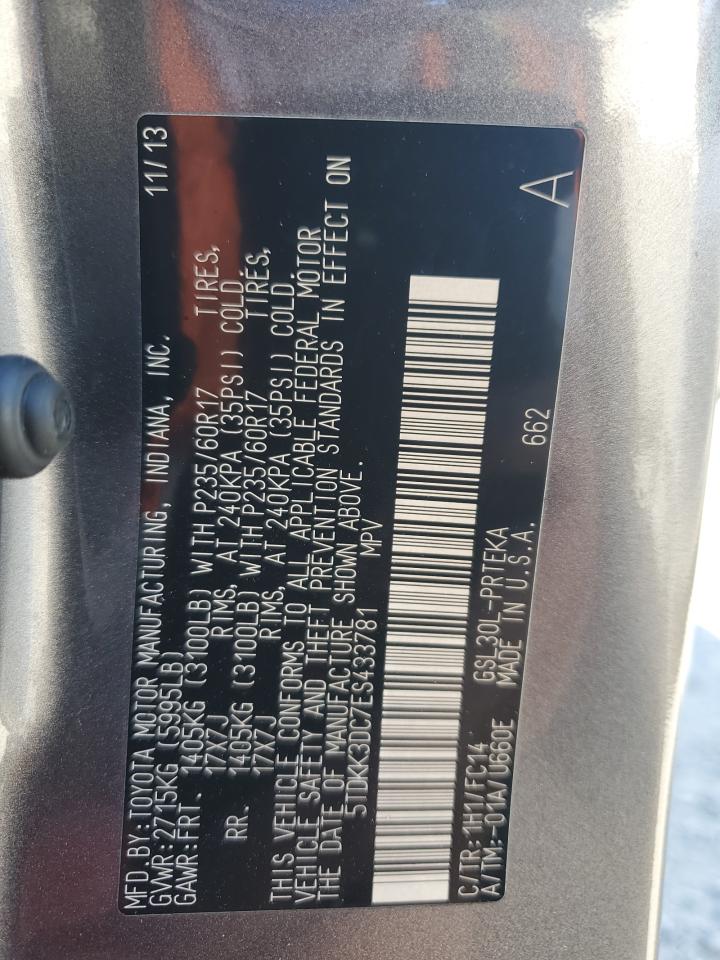 MFD.BY:TOYOTA MOTOR MANUFACTURING, INDIANA, INC. 11/13
GVWR:2715KG (5995LB)
GAWR:FRT. 1405KG (3100LB) WITH P235/60R17 TIRES,
17X7J RIMS, AT 240KPA (35PSI) COLD.
RR. 1405KG (3100LB) WITH P235/60R17 TIRES,
17X7J RIMS, AT 240KPA (35PSI) COLD.
THIS VEHICLE CONFORMS TO ALL APPLICABLE FEDERAL MOTOR
VEHICLE SAFETY AND THEFT PREVENTION STANDARDS IN EFFECT ON
THE DATE OF MANUFACTURE SHOWN ABOVE.
5TDKK3DC7ES433781 MPV
C/TR:1H1/FC14 GSL30L-PRTEKA
A/TM:-01A/U660E MADE IN U.S.A. 662 A